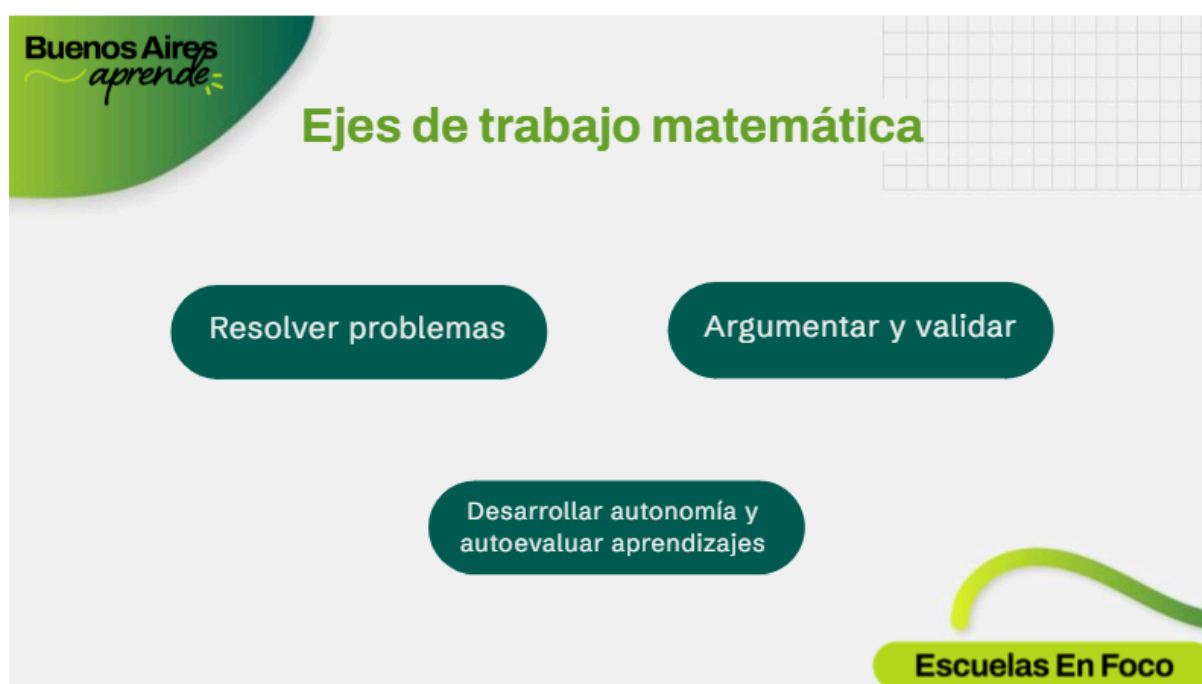 Buenos Aires
aprende
Ejes de trabajo matemática
Resolver problemas
Argumentar y validar
Desarrollar autonomía y
autoevaluar aprendizajes
Escuelas En Foco